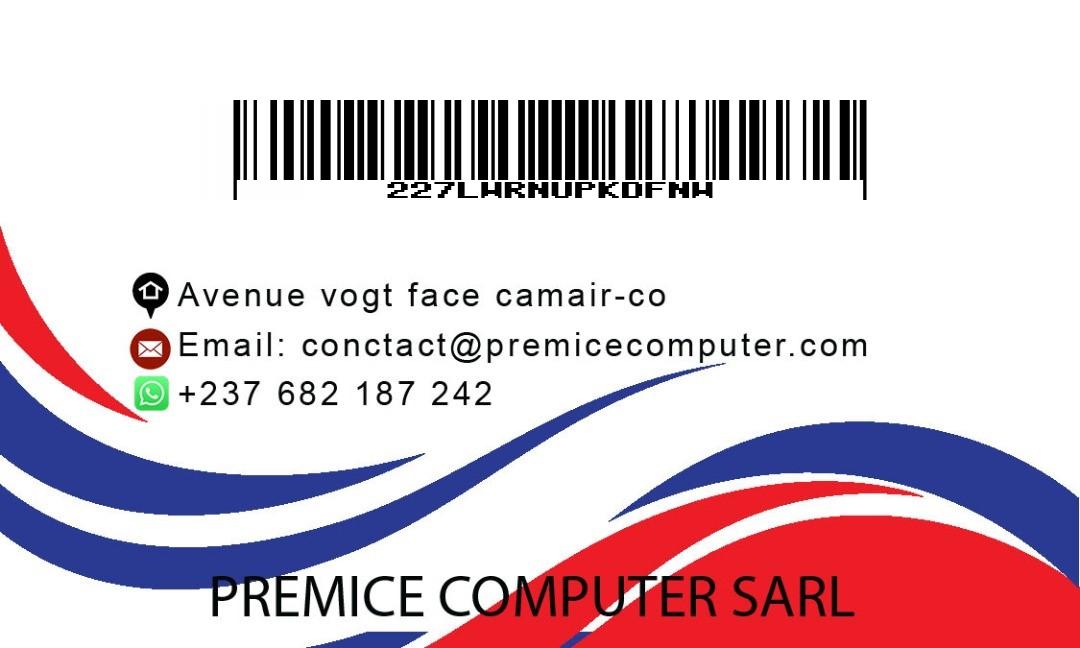 227LWRNUPKDFNW
Avenue vogt face camair-co
Email: conctact@premicecomputer.com
+237 682 187 242
PREMICE COMPUTER SARL